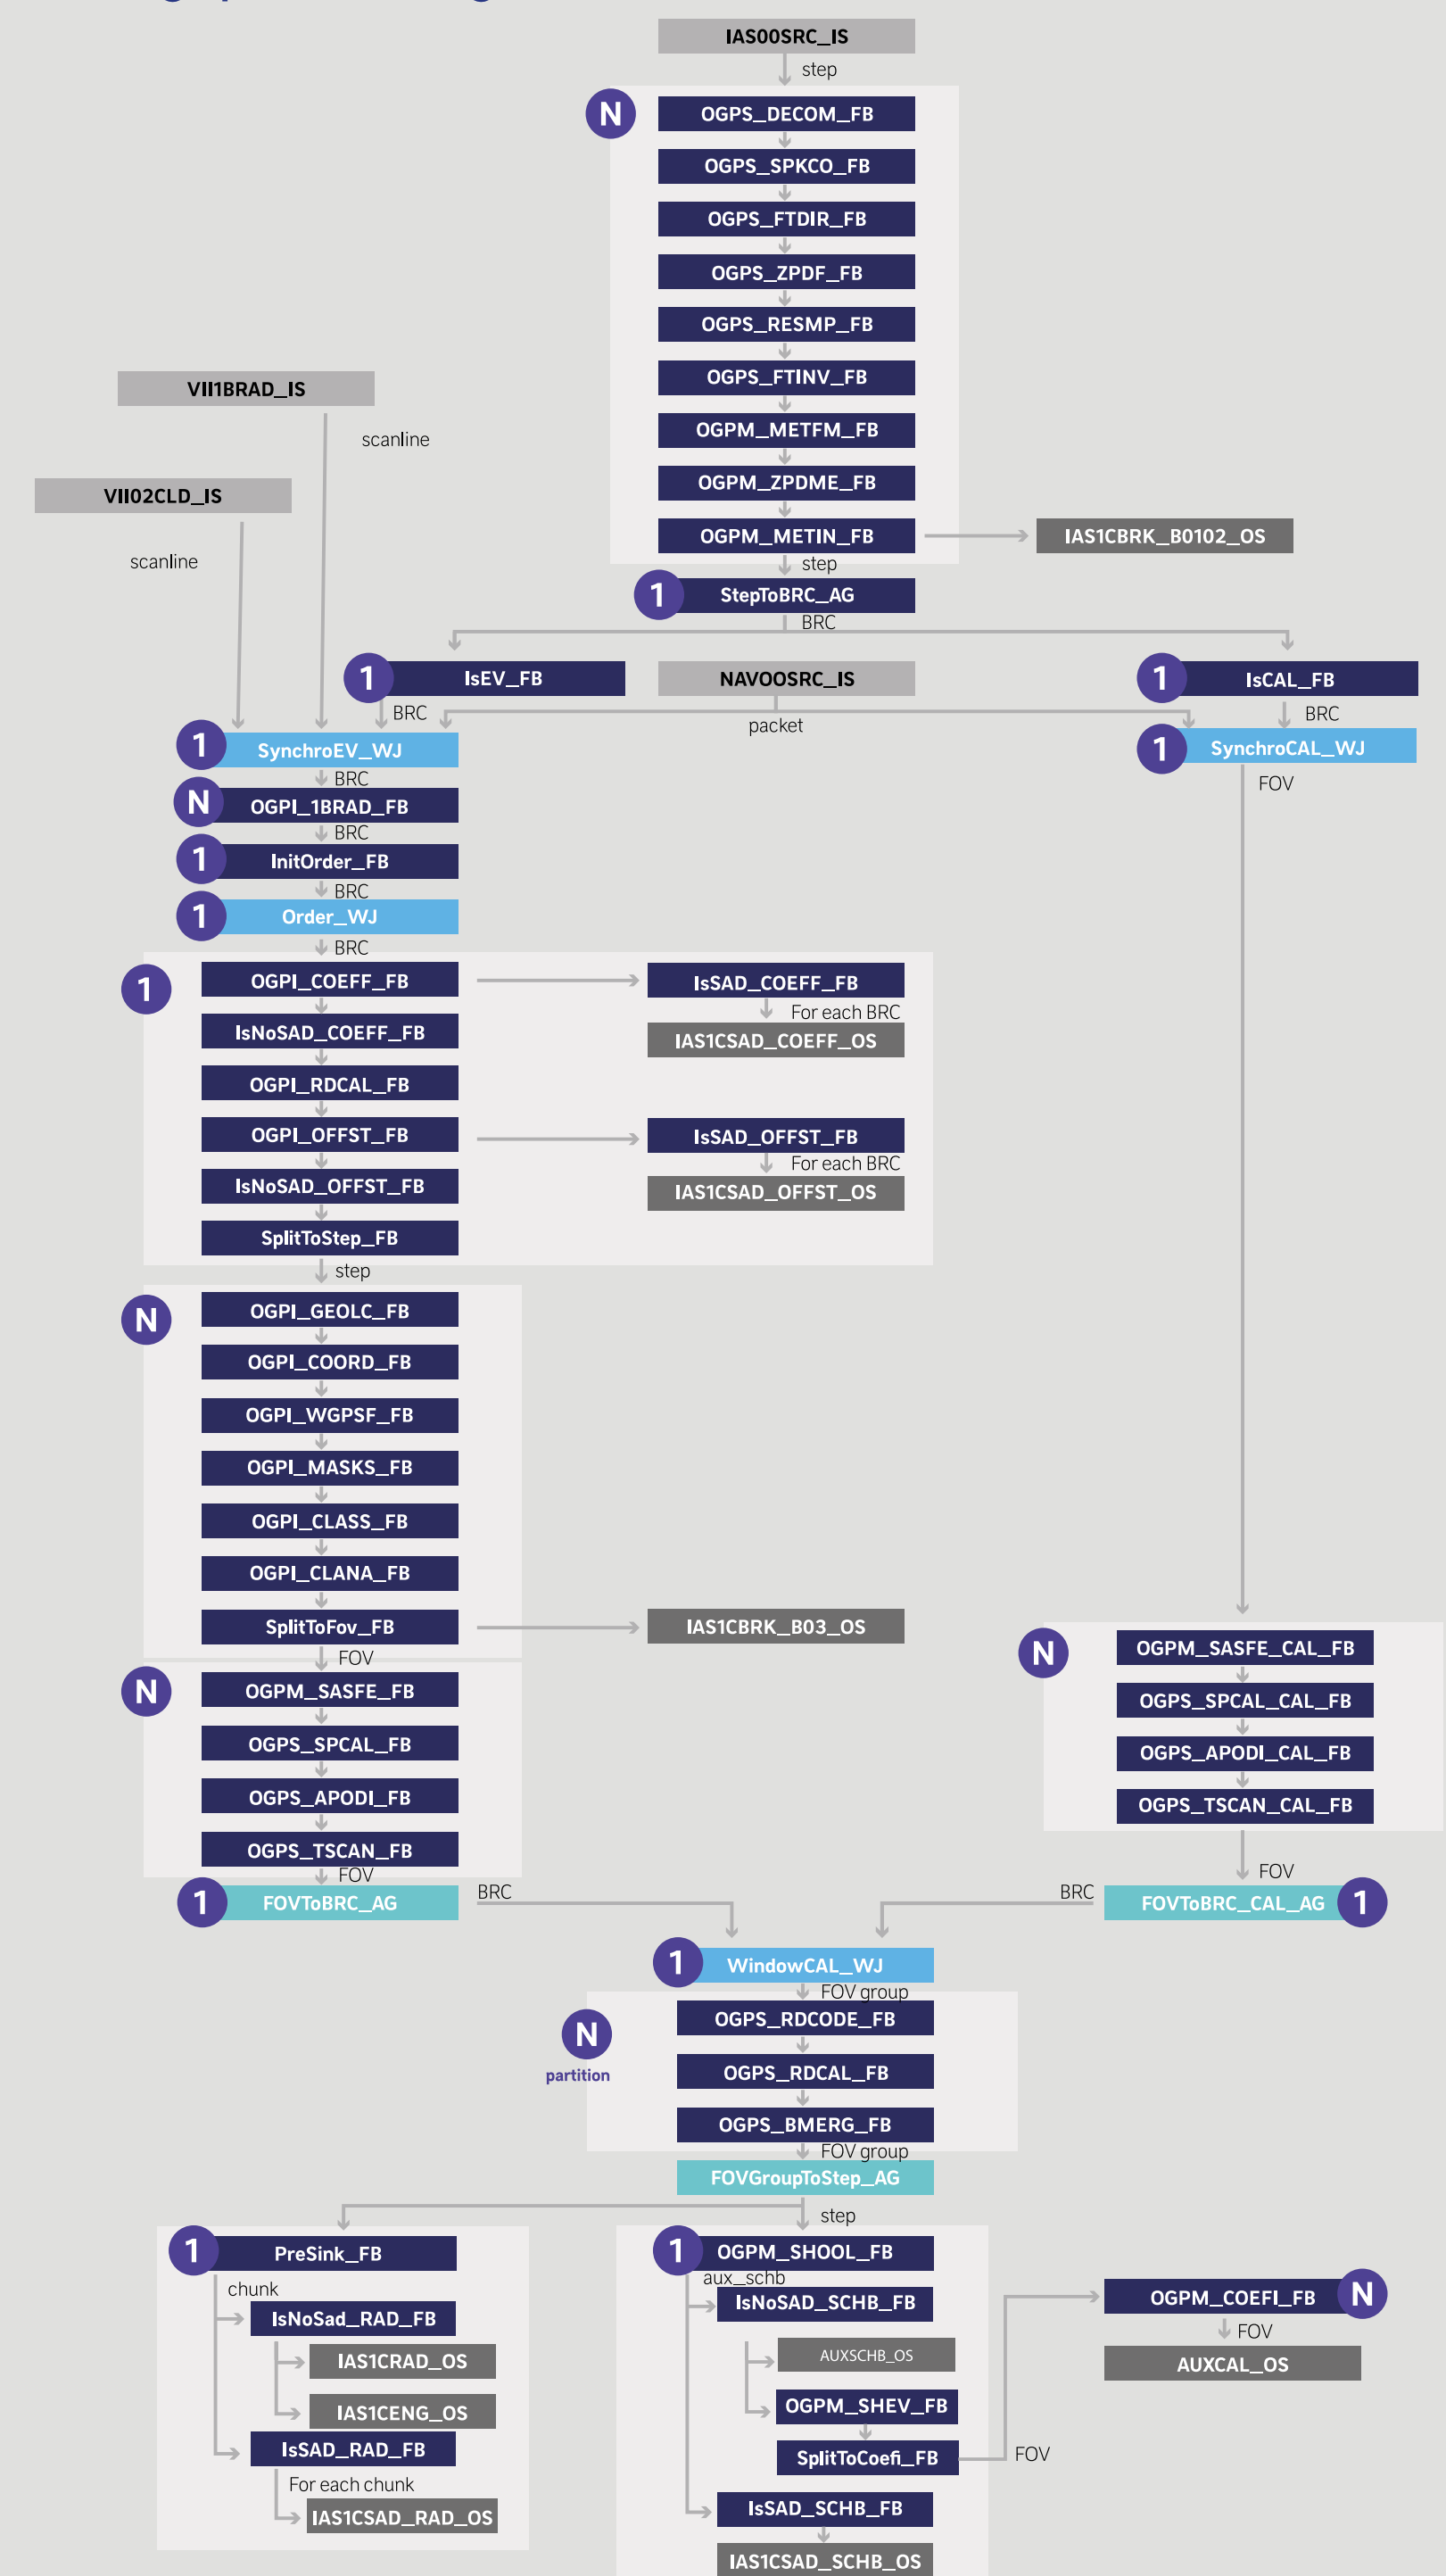 IAS00SRC_IS
step
N
OGPS_DECOM_FB
OGPS_SPKCO_FB
OGPS_FTDIR_FB
OGPS_ZPDF_FB
OGPS_RESMP_FB
OGPS_FTINV_FB
OGPM_METFM_FB
OGPM_ZPDME_FB
OGPM_METIN_FB
IAS1CBRK_B0102_OS
step
VII1BRAD_IS
scanline
VII02CLD_IS
scanline
1
StepToBRC_AG
BRC
1
IsEV_FB
NAVOOSRC_IS
1
IsCAL_FB
BRC
packet
BRC
1
SynchroEV_WJ
1
SynchroCAL_WJ
BRC
FOV
N
OGPI_1BRAD_FB
BRC
1
InitOrder_FB
BRC
1
Order_WJ
BRC
1
OGPI_COEFF_FB
IsSAD_COEFF_FB
For each BRC
IsNoSAD_COEFF_FB
IAS1CSAD_COEFF_OS
OGPI_RDCAL_FB
OGPI_OFFST_FB
IsSAD_OFFST_FB
For each BRC
IsNoSAD_OFFST_FB
IAS1CSAD_OFFST_OS
SplitToStep_FB
step
N
OGPI_GEOLC_FB
OGPI_COORD_FB
OGPI_WGPSF_FB
OGPI_MASKS_FB
OGPI_CLASS_FB
OGPI_CLANA_FB
SplitToFov_FB
IAS1CBRK_B03_OS
FOV
N
OGPM_SASFE_FB
OGPS_SPCAL_FB
OGPS_APODI_FB
OGPS_TSCAN_FB
FOV
N
OGPM_SASFE_CAL_FB
OGPS_SPCAL_CAL_FB
OGPS_APODI_CAL_FB
OGPS_TSCAN_CAL_FB
FOV
1
FOVToBRC_AG
BRC
BRC
FOVToBRC_CAL_AG
1
1
WindowCAL_WJ
FOV group
N
partition
OGPS_RDCODE_FB
OGPS_RDCAL_FB
OGPS_BMERG_FB
FOV group
FOVGroupToStep_AG
step
1
PreSink_FB
chunk
IsNoSad_RAD_FB
IAS1CRAD_OS
IAS1CENG_OS
IsSAD_RAD_FB
For each chunk
IAS1CSAD_RAD_OS
1
OGPM_SHOOL_FB
aux_schb
IsNoSAD_SCHB_FB
AUXSCHB_OS
OGPM_SHEV_FB
SplitToCoefi_FB
FOV
IsSAD_SCHB_FB
IAS1CSAD_SCHB_OS
OGPM_COEFI_FB
N
FOV
AUXCAL_OS